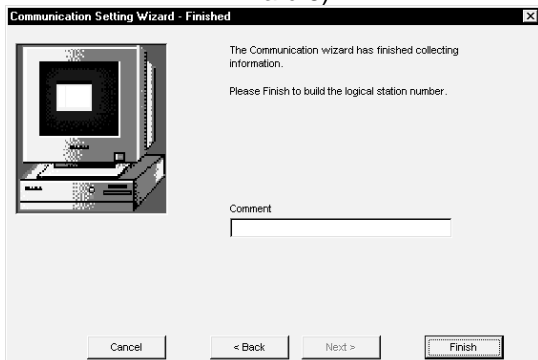 Communication Setting Wizard - Finished
The Communication wizard has finished collecting
information.
Please Finish to build the logical station number.
Comment
Cancel
< Back
Next >
Finish